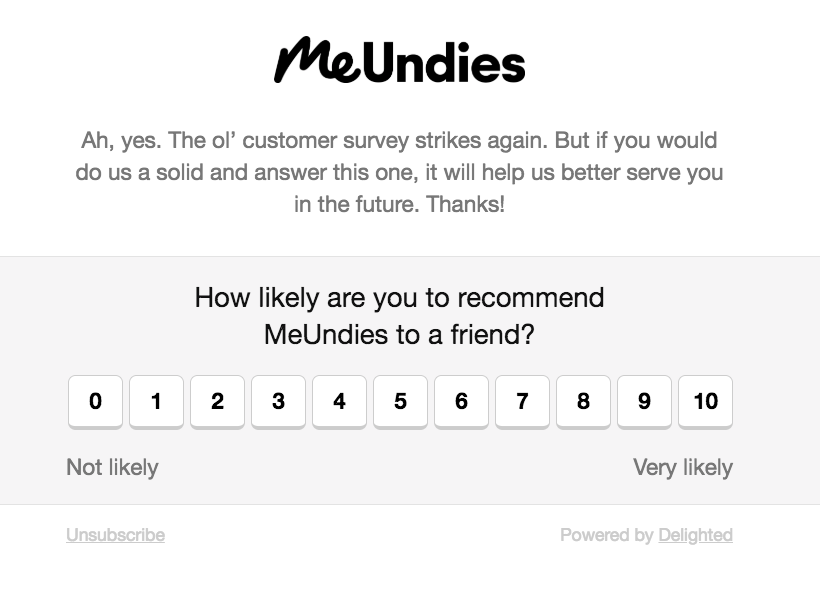 MeUndies
Ah, yes. The ol’ customer survey strikes again. But if you would
do us a solid and answer this one, it will help us better serve you
in the future. Thanks!
How likely are you to recommend
MeUndies to a friend?
0 1 2 3 4 5 6 7 8 9 10
Not likely Very likely
Unsubscribe Powered by Delighted